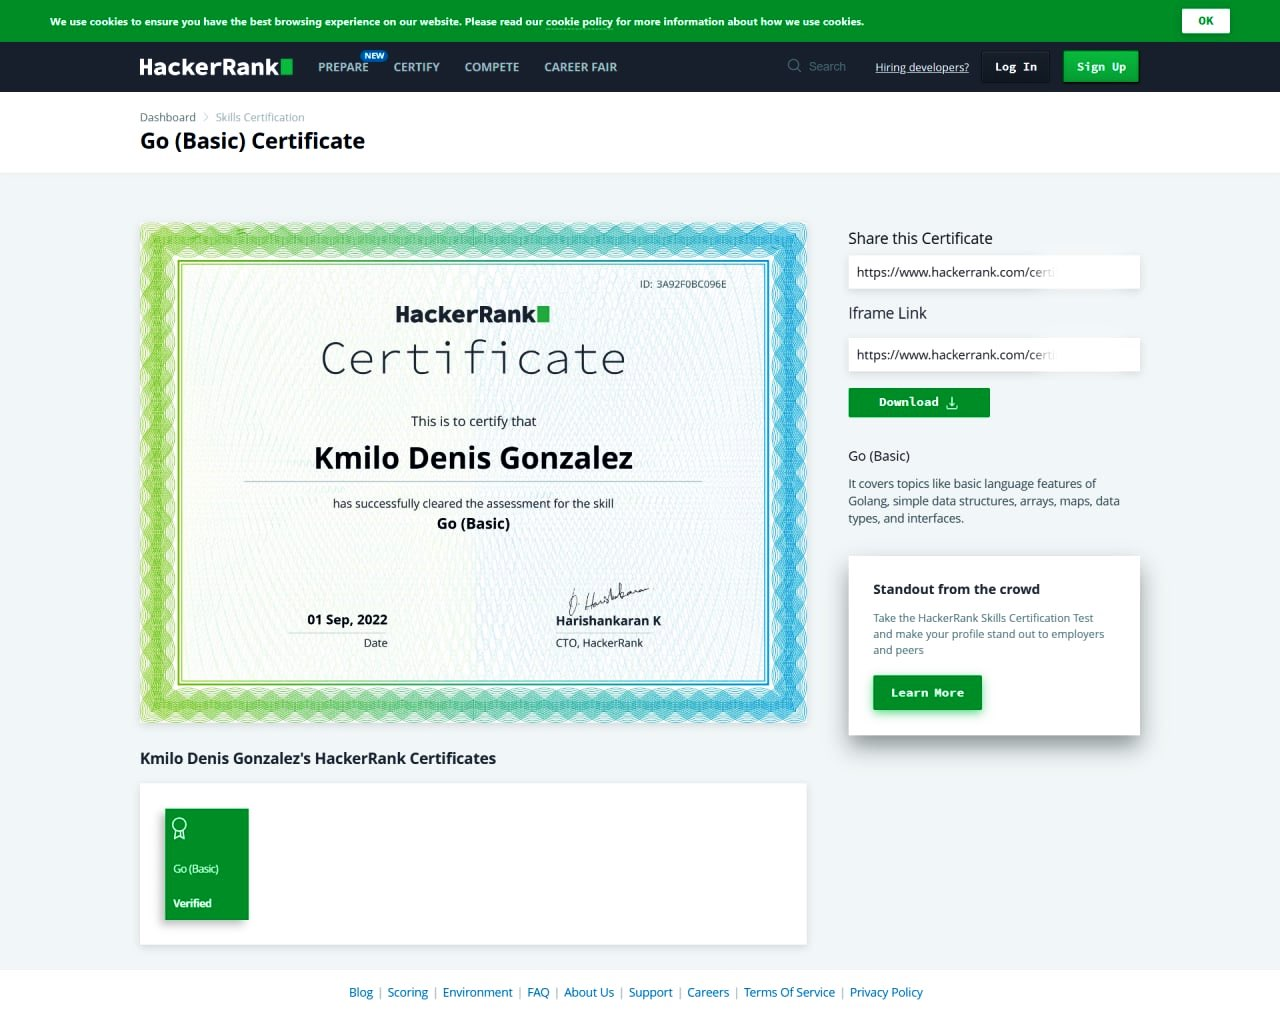 We use cookies to ensure you have the best browsing experience on our website. Please read our cookie policy for more information about how we use cookies.
OK
HackerRank
PREPARE
NEW
CERTIFY
COMPETE
CAREER FAIR
Search
Hiring developers?
Log In
Sign Up
Dashboard
Skills Certification
Go (Basic) Certificate
ID: 3A92F0BC096E
HackerRank
Certificate
This is to certify that
Kmilo Denis Gonzalez
has successfully cleared the assessment for the skill
Go (Basic)
01 Sep, 2022
Date
Harishankaran K
CTO, HackerRank
Share this Certificate
https://www.hackerrank.com/certi
Iframe Link
https://www.hackerrank.com/certi
Download
Go (Basic)
It covers topics like basic language features of
Golang, simple data structures, arrays, maps, data
types, and interfaces.
Standout from the crowd
Take the HackerRank Skills Certification Test
and make your profile stand out to employers
and peers
Learn More
Kmilo Denis Gonzalez's HackerRank Certificates
Go (Basic)
Verified
Blog | Scoring | Environment | FAQ | About Us | Support | Careers | Terms Of Service | Privacy Policy